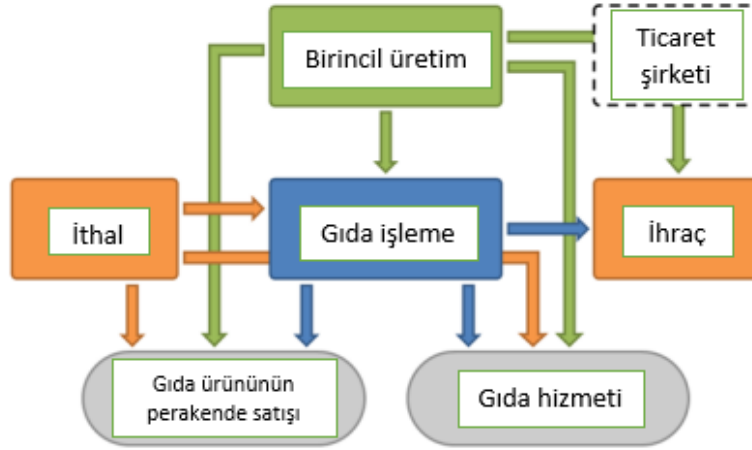 Birincil üretim
Ticaret
şirketi
İthal
Gıda işleme
İhraç
Gıda ürününün
perakende satışı
Gıda hizmeti